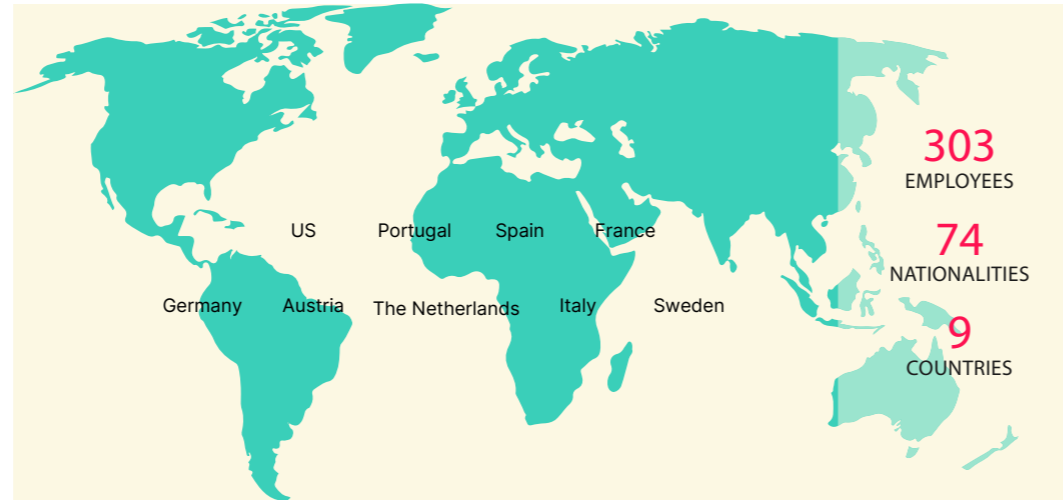 303
EMPLOYEES
US Portugal Spain France
74
NATIONALITIES
Germany Austria The Netherlands Italy Sweden
9
COUNTRIES